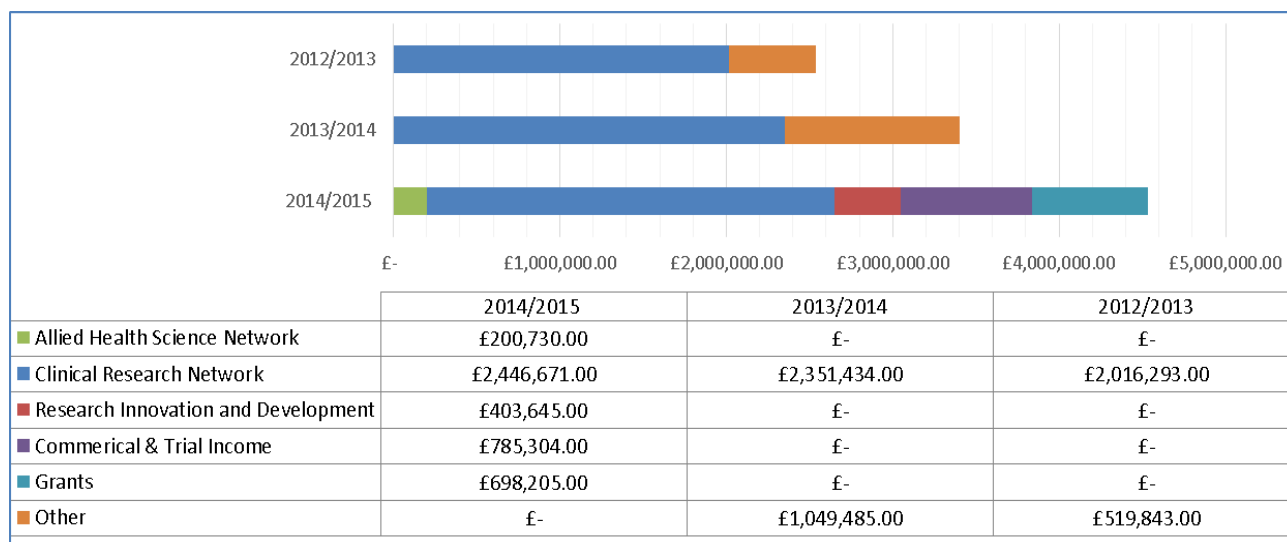 2012/2013
2013/2014
2014/2015
£- £1,000,000.00 £2,000,000.00 £3,000,000.00 £4,000,000.00 £5,000,000.00
2014/2015 2013/2014 2012/2013
Allied Health Science Network £200,730.00 £- £-
Clinical Research Network £2,446,671.00 £2,351,434.00 £2,016,293.00
Research Innovation and Development £403,645.00 £- £-
Commerical & Trial Income £785,304.00 £- £-
Grants £698,205.00 £- £-
Other £- £1,049,485.00 £519,843.00